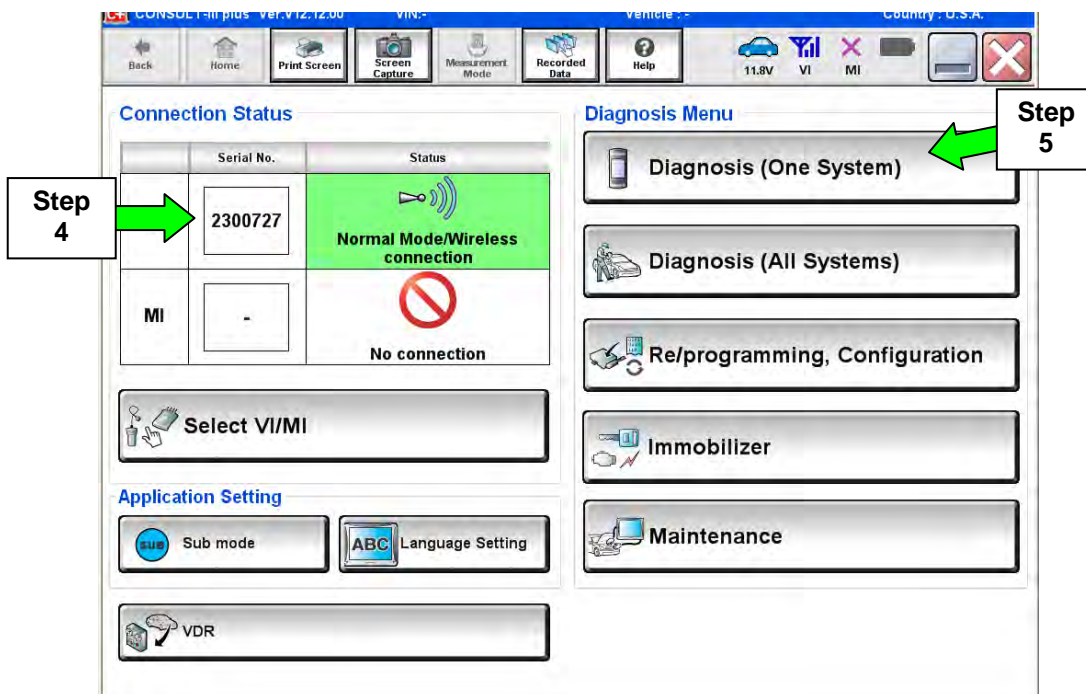 CONSULT-III plus Ver.V12.12.00 VIN:- Vehicle : - Country : U.S.A.
Back
Home
Print Screen
Screen
Capture
Measurement
Mode
Recorded
Data
Help
11.8V
VI
MI
Connection Status
Serial No.
Status
Step
4
2300727
Normal Mode/Wireless
connection
MI
-
No connection
Select VI/MI
Application Setting
SUB
Sub mode
ABC
Language Setting
VDR
Diagnosis Menu
Step
5
Diagnosis (One System)
Diagnosis (All Systems)
Re/programming, Configuration
Immobilizer
Maintenance